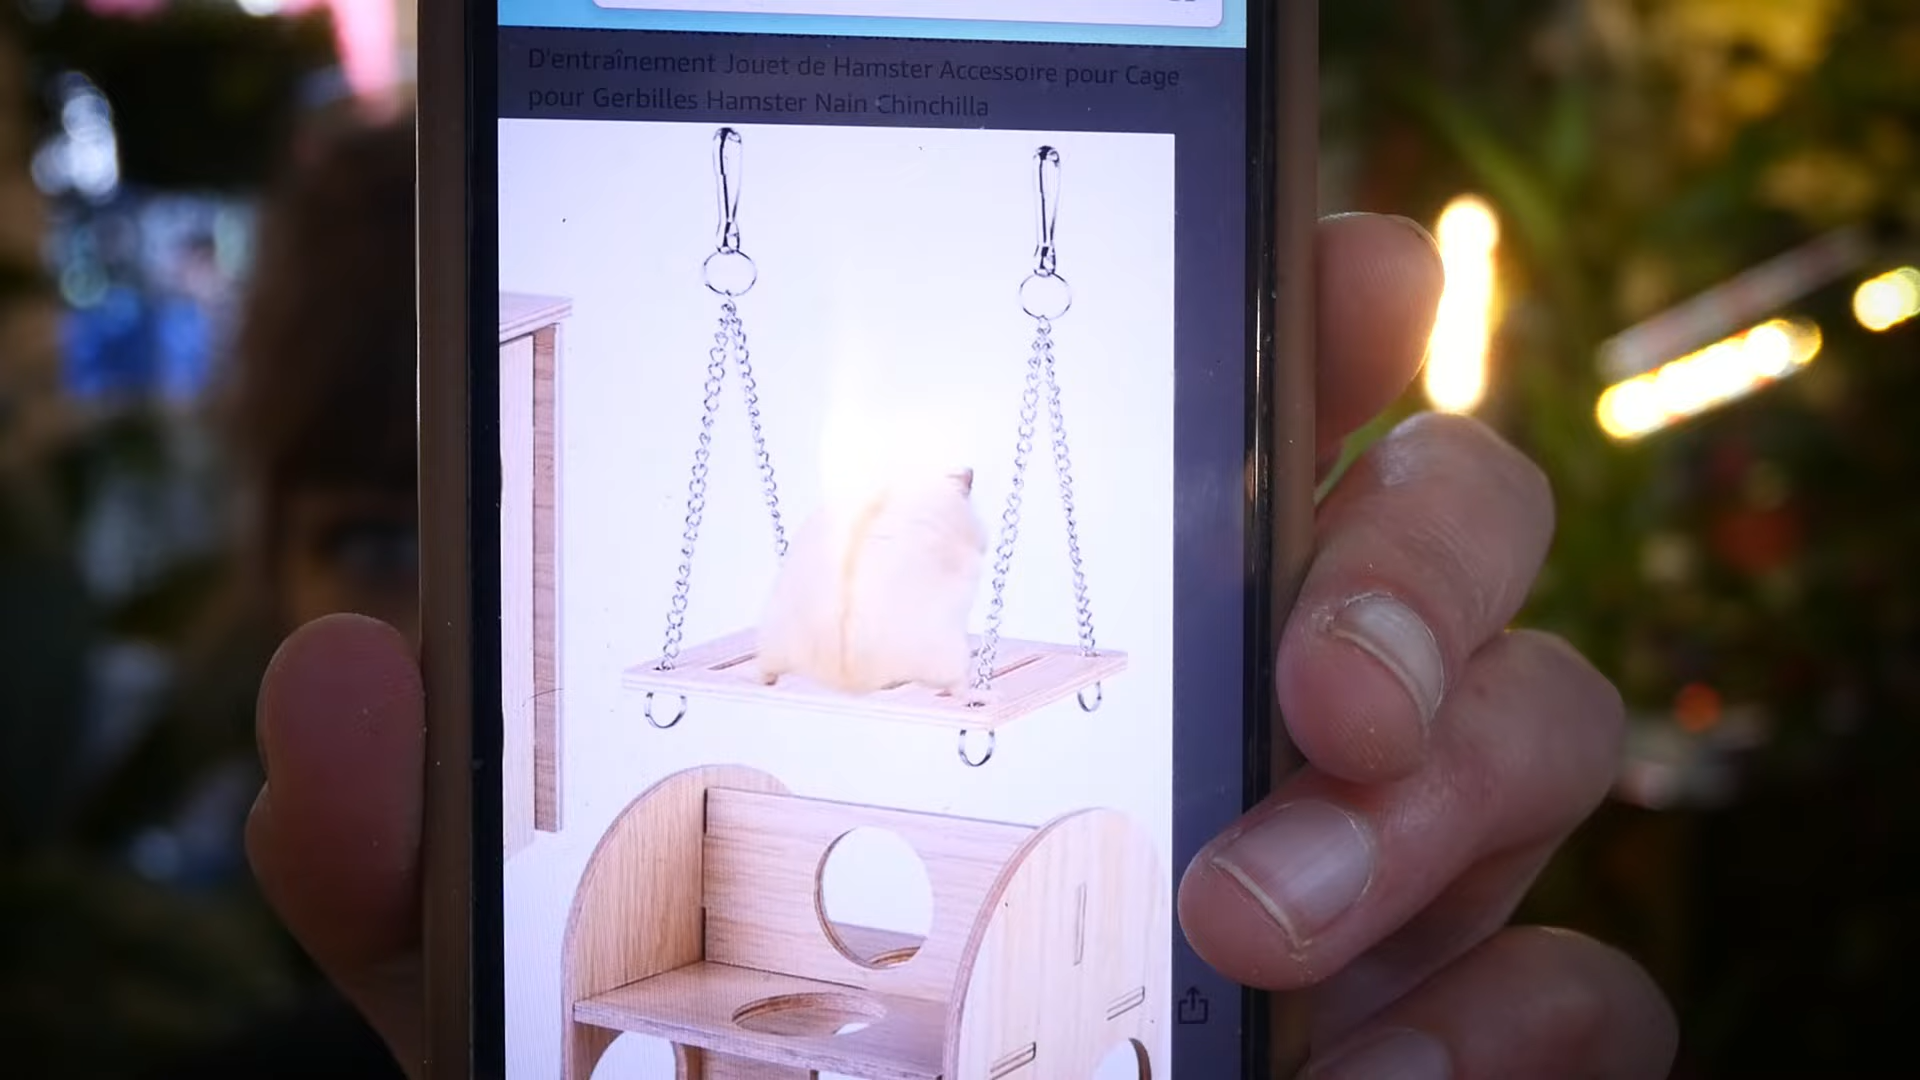 D'entraînement Jouet de Hamster Accessoire pour Cage
pour Gerbilles Hamster Nain Chinchilla